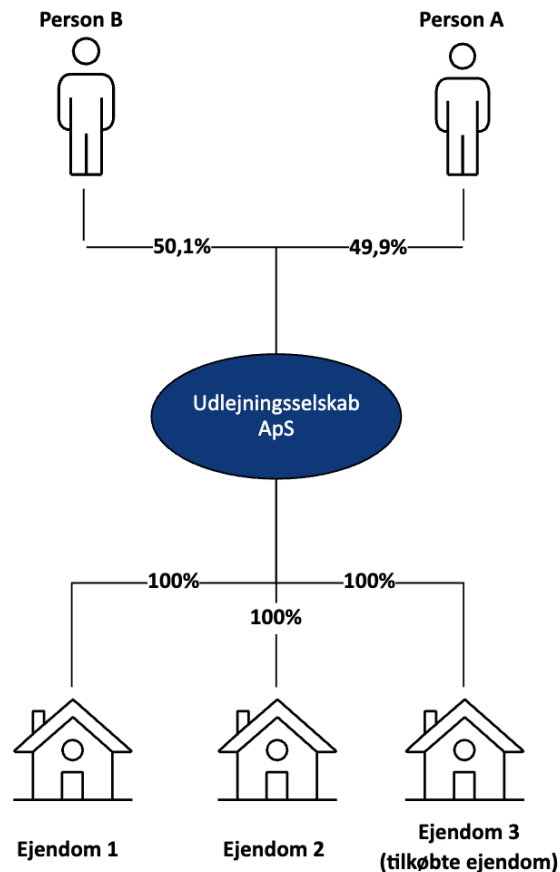 Person B
Person A
50,1%
49,9%
Udlejningsselskab
ApS
100%
100%
100%
Ejendom 1
Ejendom 2
Ejendom 3
(tilkøbte ejendom)